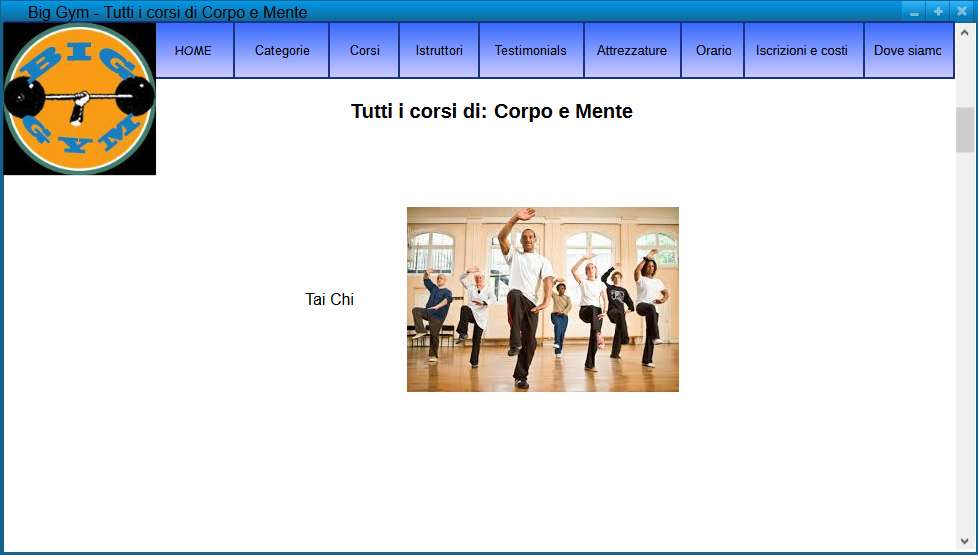 Big Gym - Tutti i corsi di Corpo e Mente
BIG GYM
HOME Categorie Corsi Istruttori Testimonials Attrezzature Orario Iscrizioni e costi Dove siamo
Tutti i corsi di: Corpo e Mente
Tai Chi